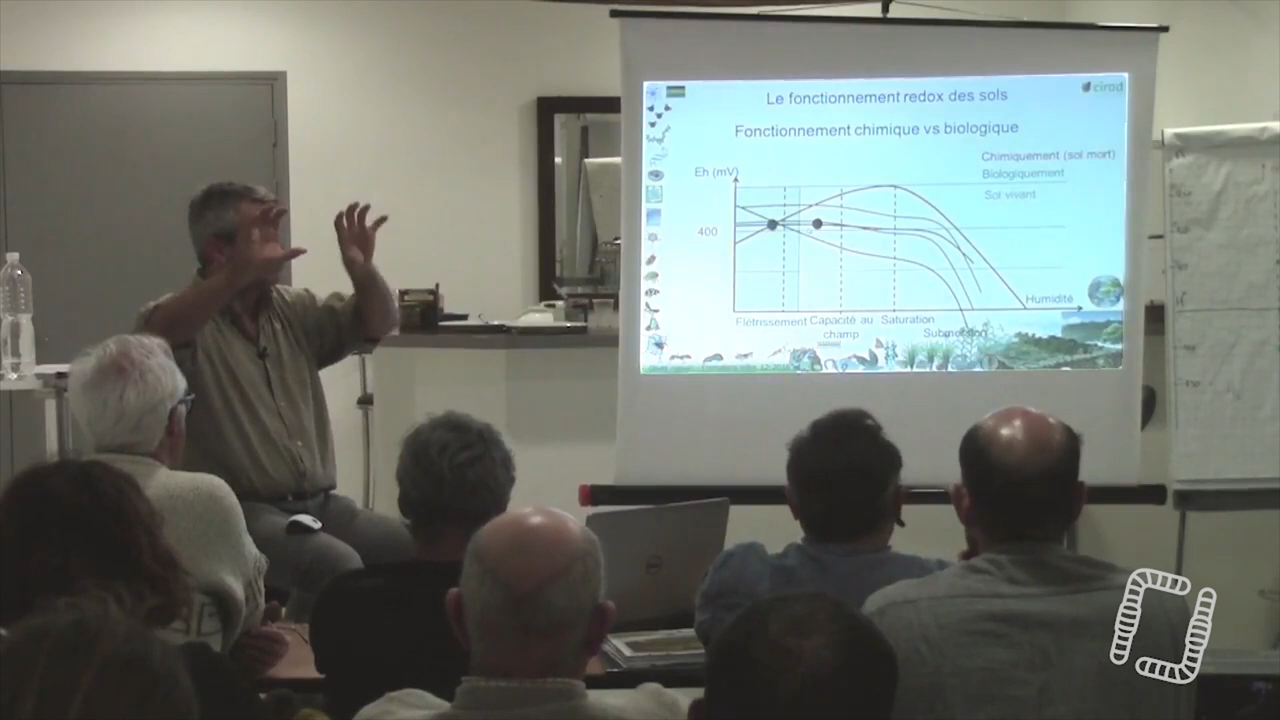 Le fonctionnement redox des sols
cirad
Fonctionnement chimique vs biologique
Chimiquement (sol mort)
Biologiquement
Sol vivant
Eh (mV)
400
Humidité
Flétrissement
Capacité au
champ
Saturation
Submersion